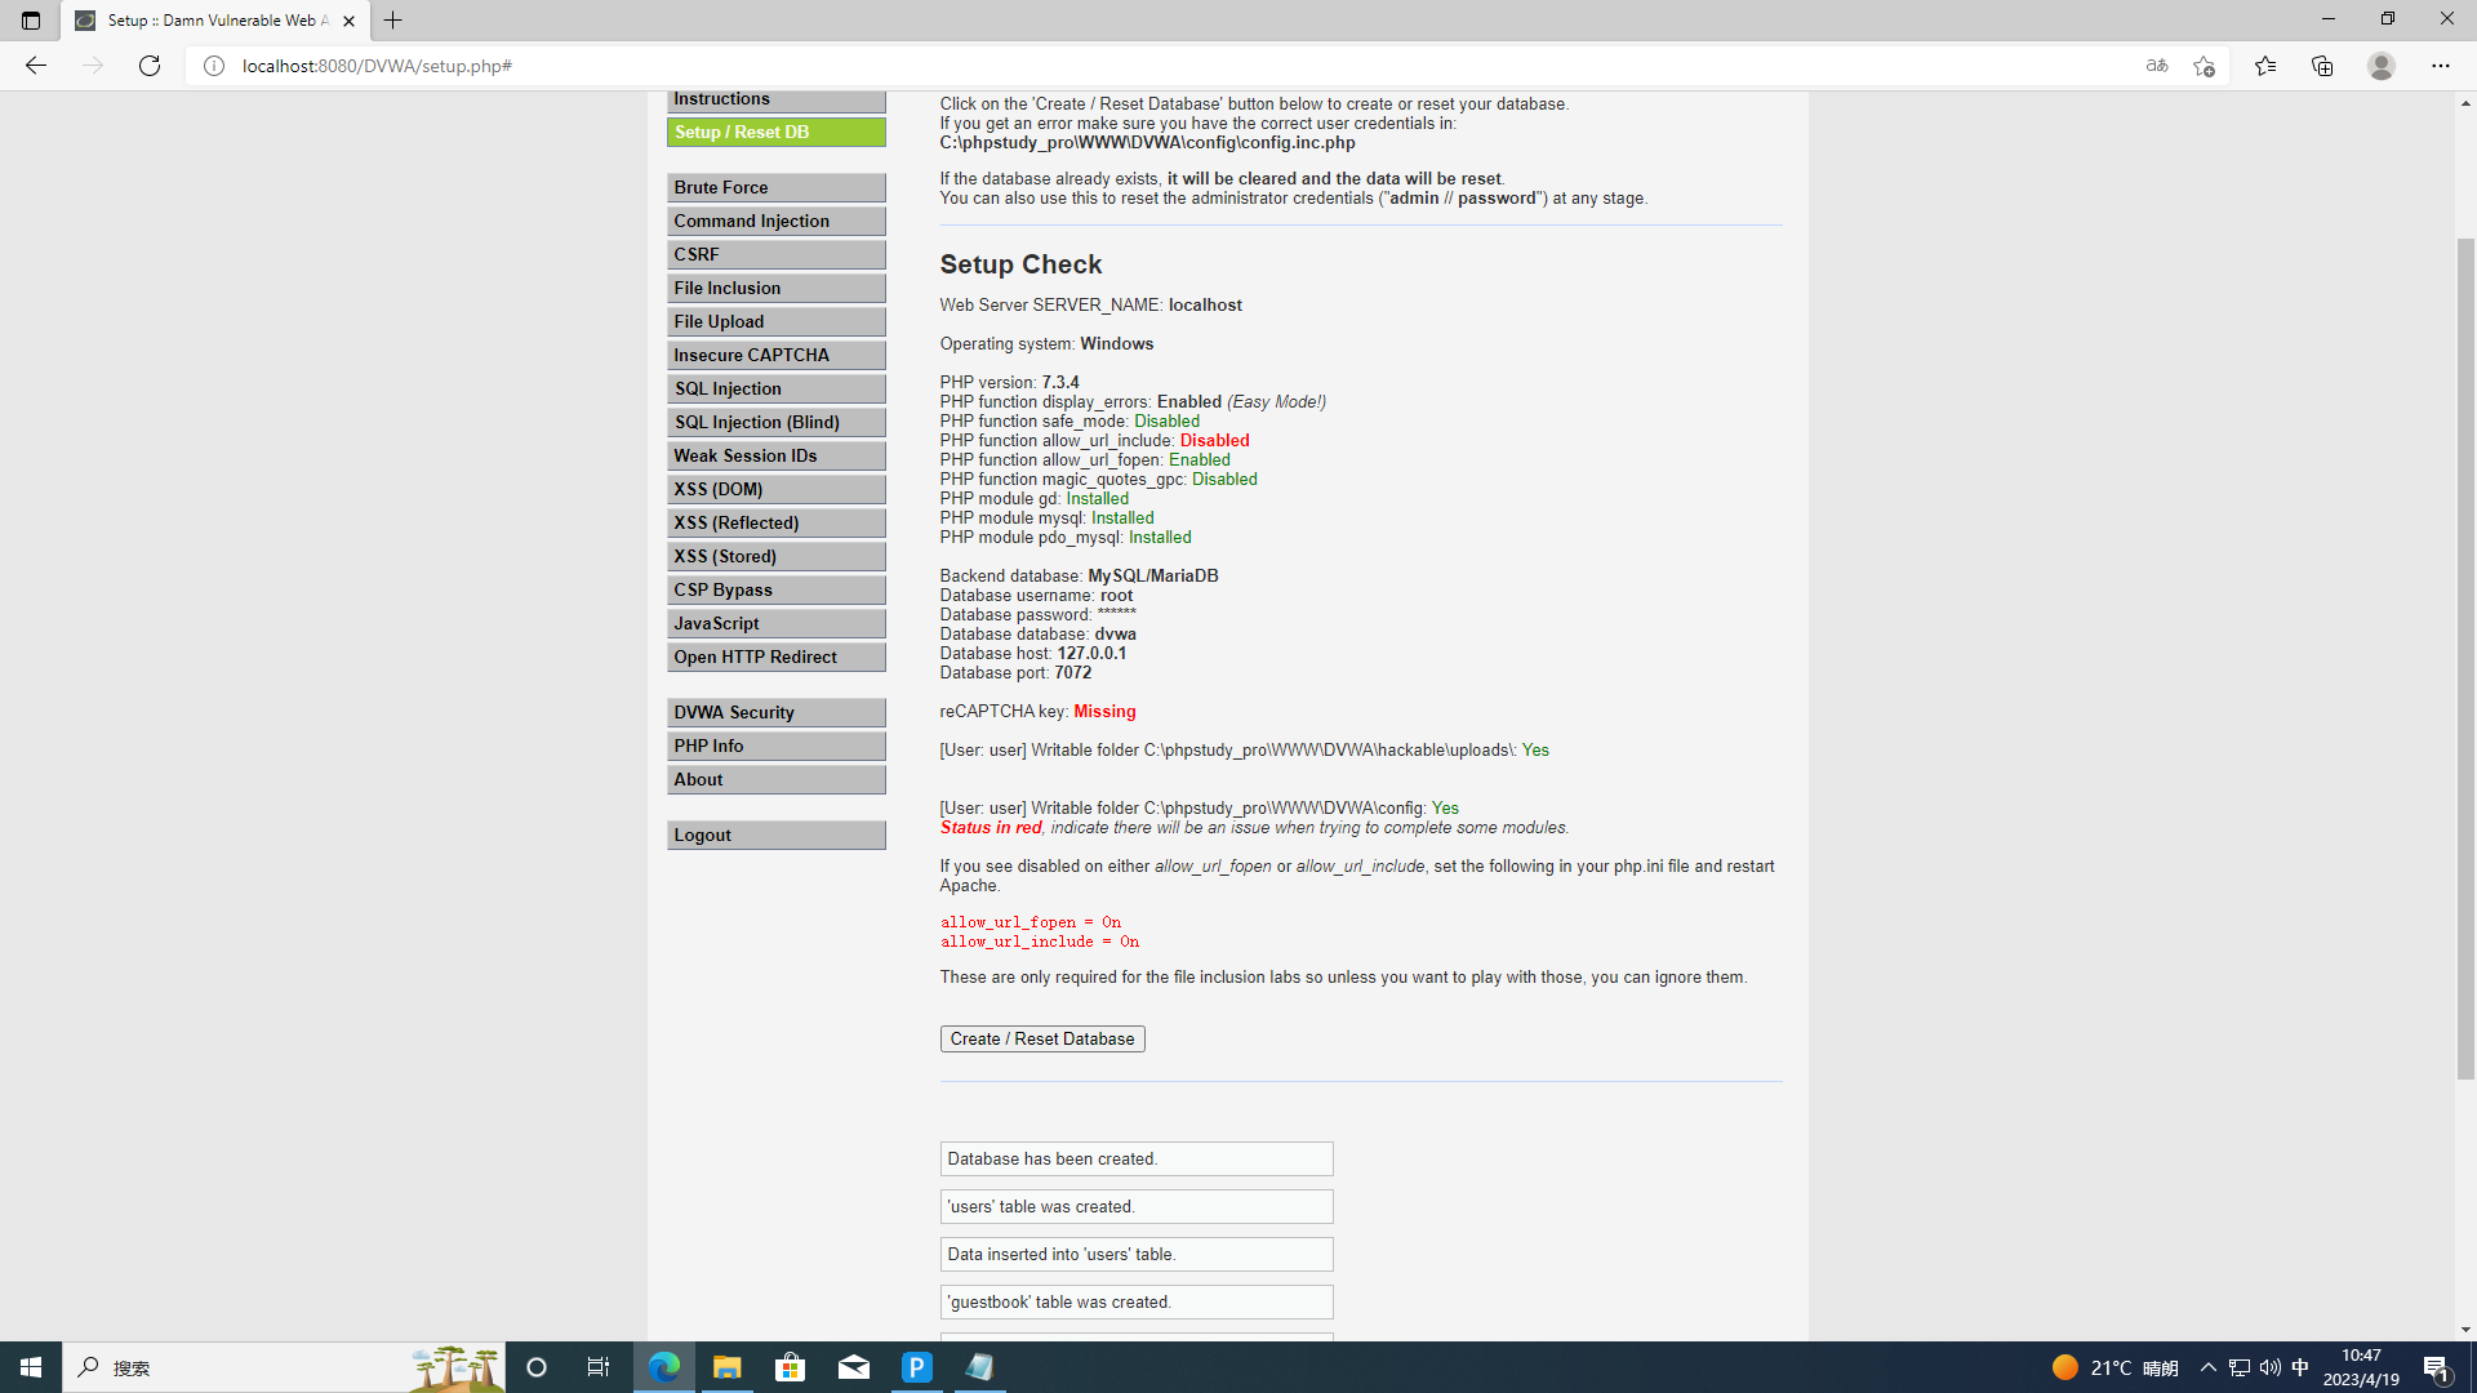 Setup :: Damn Vulnerable Web A
localhost:8080/DVWA/setup.php#
Instructions
Setup / Reset DB
Brute Force
Command Injection
CSRF
File Inclusion
File Upload
Insecure CAPTCHA
SQL Injection
SQL Injection (Blind)
Weak Session IDs
XSS (DOM)
XSS (Reflected)
XSS (Stored)
CSP Bypass
JavaScript
Open HTTP Redirect
DVWA Security
PHP Info
About
Logout
Click on the 'Create / Reset Database' button below to create or reset your database.
If you get an error make sure you have the correct user credentials in:
C:\phpstudy_pro\WWW\DVWA\config\config.inc.php
If the database already exists, it will be cleared and the data will be reset.
You can also use this to reset the administrator credentials ("admin // password") at any stage.
Setup Check
Web Server SERVER_NAME: localhost
Operating system: Windows
PHP version: 7.3.4
PHP function display_errors: Enabled (Easy Mode!)
PHP function safe_mode: Disabled
PHP function allow_url_include: Disabled
PHP function allow_url_fopen: Enabled
PHP function magic_quotes_gpc: Disabled
PHP module gd: Installed
PHP module mysql: Installed
PHP module pdo_mysql: Installed
Backend database: MySQL/MariaDB
Database username: root
Database password: ******
Database database: dvwa
Database host: 127.0.0.1
Database port: 7072
reCAPTCHA key: Missing
[User: user] Writable folder C:\phpstudy_pro\WWW\DVWA\hackable\uploads\: Yes
[User: user] Writable folder C:\phpstudy_pro\WWW\DVWA\config: Yes
Status in red, indicate there will be an issue when trying to complete some modules.
If you see disabled on either allow_url_fopen or allow_url_include, set the following in your php.ini file and restart
Apache.
allow_url_fopen = On
allow_url_include = On
These are only required for the file inclusion labs so unless you want to play with those, you can ignore them.
Create / Reset Database
Database has been created.
'users' table was created.
Data inserted into 'users' table.
'guestbook' table was created.
搜索
P
21°C 晴朗
中
10:47
2023/4/19
1